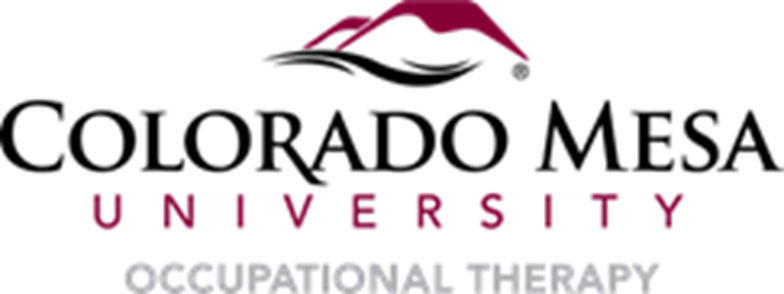 ®
COLORADO MESA
UNIVERSITY
OCCUPATIONAL THERAPY